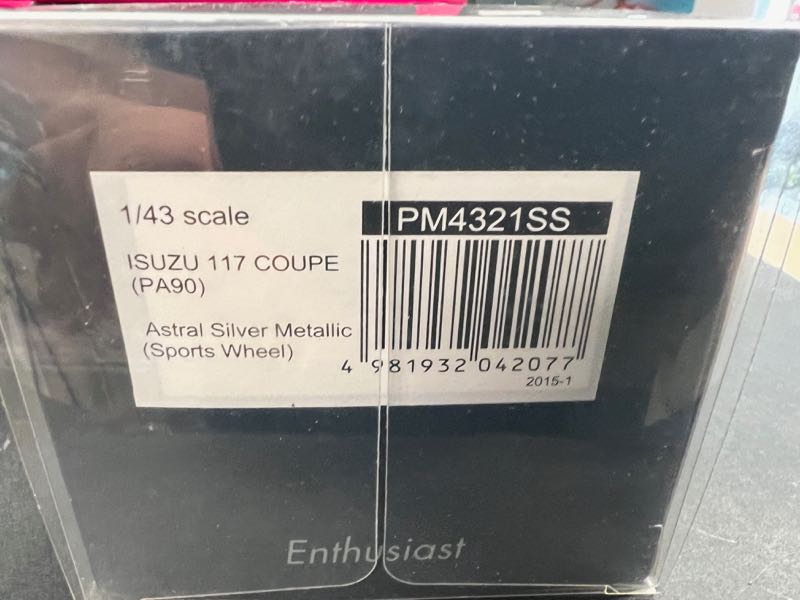 1/43 scale
PM4321SS
ISUZU 117 COUPE
(PA90)
Astral Silver Metallic
(Sports Wheel)
4 981932 042077
2015-1
Enthusiast